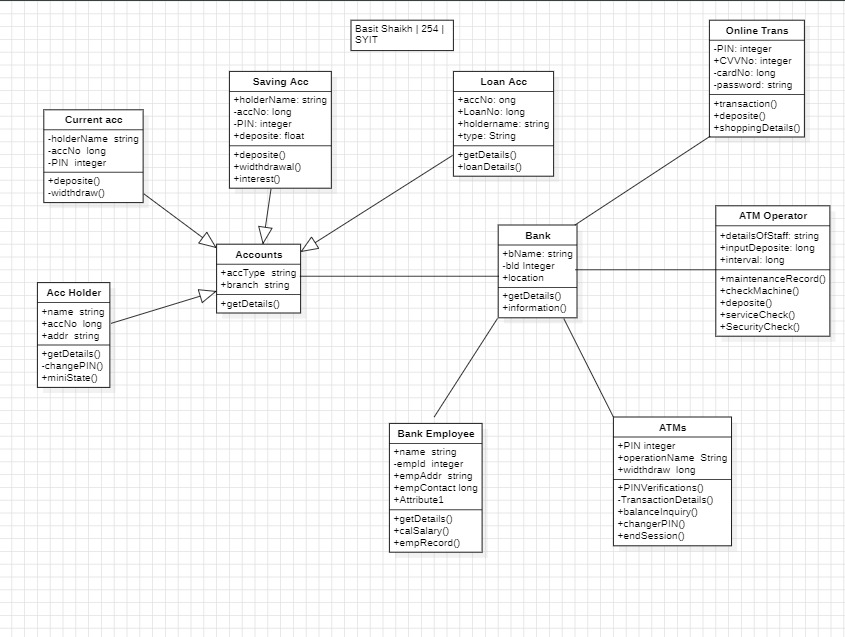 Basit Shaikh | 254 |
SYIT
Online Trans
-PIN: integer
+CVVNo: integer
-cardNo: long
-password: string
+transaction()
+deposite()
+shoppingDetails()
Saving Acc
+holderName: string
-accNo: long
-PIN: integer
+deposite: float
+deposite()
+widthdrawal()
+interest()
Loan Acc
+accNo: ong
+LoanNo: long
+holdername: string
+type: String
+getDetails()
+loanDetails()
Current acc
-holderName string
-accNo long
-PIN integer
+deposite()
-widthdraw()
ATM Operator
+detailsOfStaff: string
+inputDeposite: long
+interval: long
+maintenanceRecord()
+checkMachine()
+deposite()
+serviceCheck()
+SecurityCheck()
Bank
+bName: string
-bId Integer
+location
+getDetails()
+information()
Accounts
+accType string
+branch string
+getDetails()
Acc Holder
+name string
+accNo long
+addr string
+getDetails()
-changePIN()
+miniState()
Bank Employee
+name string
-empId integer
+empAddr string
+empContact long
+Attribute1
+getDetails()
+calSalary()
+empRecord()
ATMs
+PIN integer
+operationName String
+widthdraw long
+PINVerifications()
-TransactionDetails()
+balanceInquiry()
+changerPIN()
+endSession()